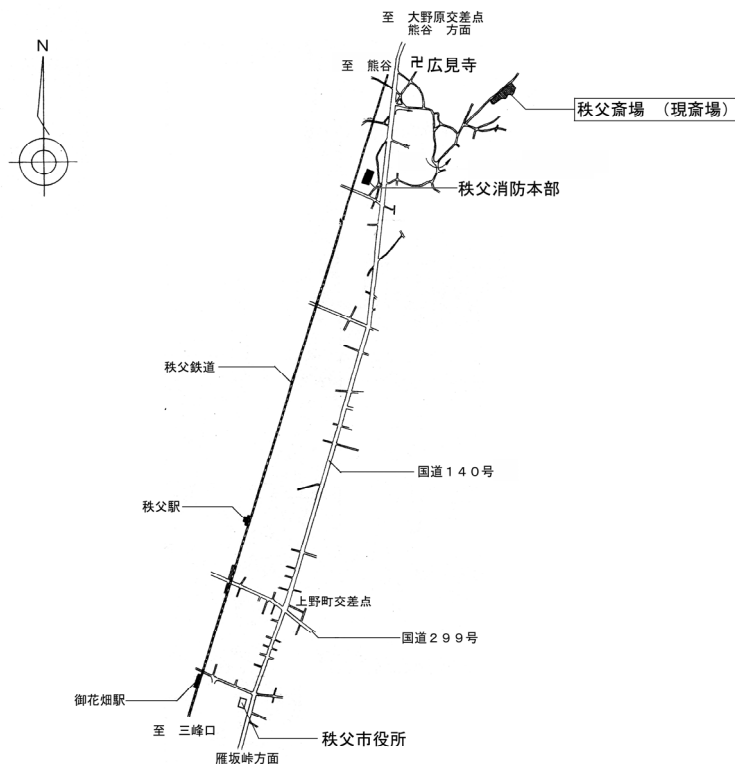 至　大野原交差点
熊谷　方面
N
至　熊谷
卍広見寺
秩父斎場　（現斎場）
秩父消防本部
秩父鉄道
国道１４０号
秩父駅
上野町交差点
国道２９９号
御花畑駅
至　三峰口
秩父市役所
雁坂峠方面